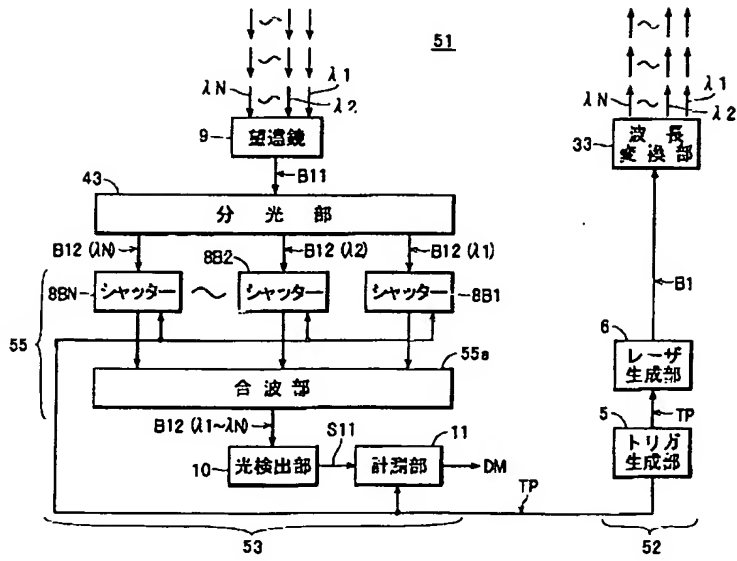 51
λN
λ1
λ2
9
望遠鏡
B11
43
分光部
B12 (λN)
8B2
B12 (λ2)
B12 (λ1)
8BN
シャッター
シャッター
シャッター
8B1
55
55a
合波部
B12 (λ1~λN)
S11
11
10
光検出部
計測部
DM
TP
53
λN
λ1
λ2
33
波長
変換部
B1
6
レーザ
生成部
5
TP
トリガ
生成部
52